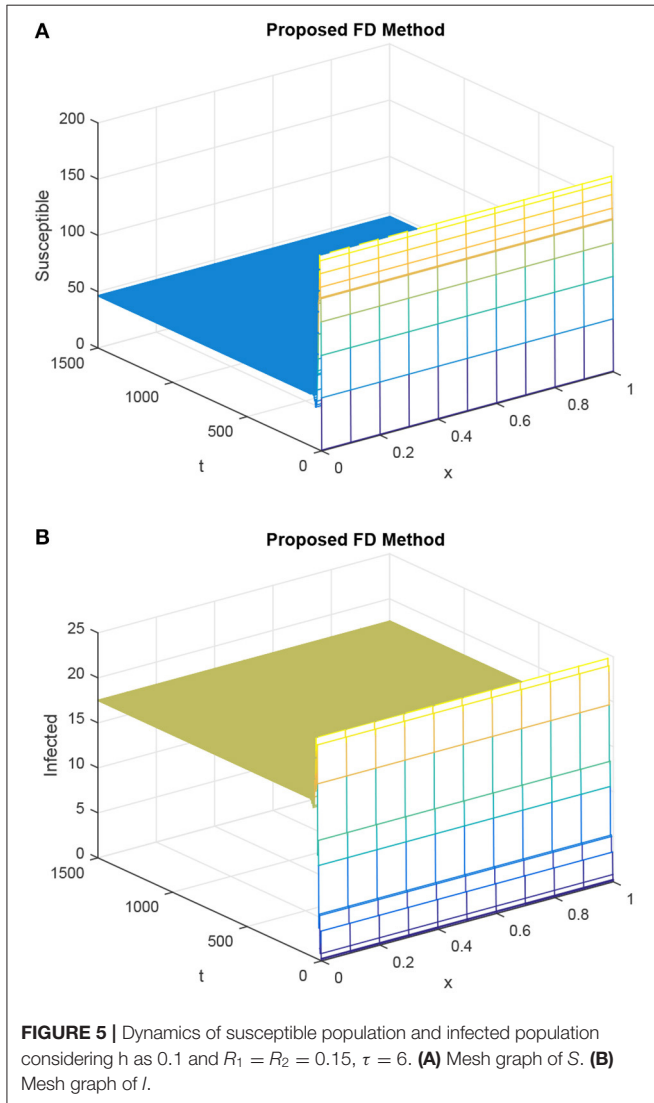 A
Proposed FD Method
200
150
100
50
0
Susceptible
1500
1000
500
0
t
0
0.2
0.4
0.6
0.8
1
x
B
Proposed FD Method
25
20
15
10
5
0
Infected
1500
1000
500
0
t
0
0.2
0.4
0.6
0.8
1
x
FIGURE 5 | Dynamics of susceptible population and infected population
considering h as 0.1 and R₁ = R₂ = 0.15, τ = 6. (A) Mesh graph of S. (B)
Mesh graph of I.